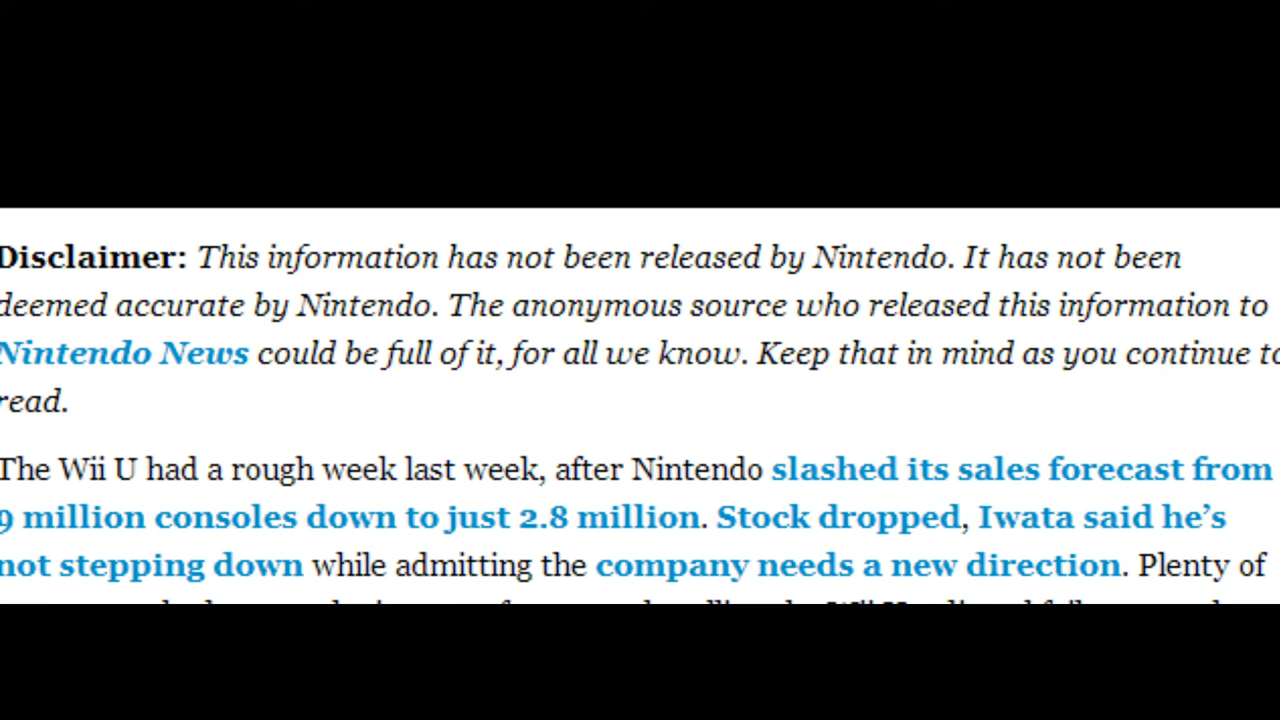 Disclaimer: This information has not been released by Nintendo. It has not been
deemed accurate by Nintendo. The anonymous source who released this information to
Nintendo News could be full of it, for all we know. Keep that in mind as you continue to
read.
The Wii U had a rough week last week, after Nintendo slashed its sales forecast from
9 million consoles down to just 2.8 million. Stock dropped, Iwata said he’s
not stepping down while admitting the company needs a new direction. Plenty of